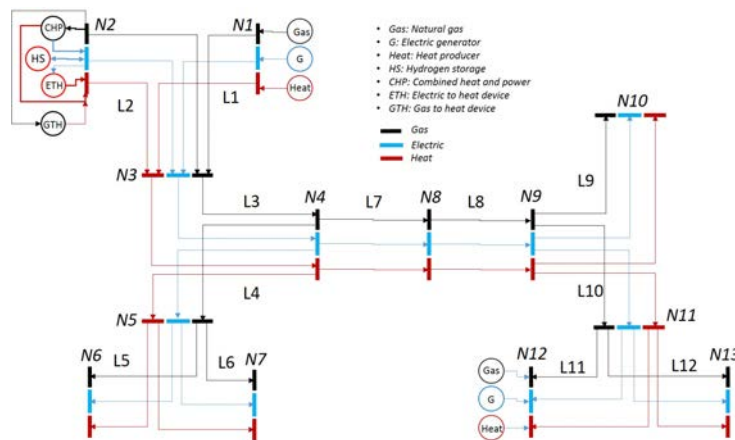 CHP
N2
N1
Gas
HS
G
ETH
Heat
L2
L1
GTH
• Gas: Natural gas
• G: Electric generator
• Heat: Heat producer
• HS: Hydrogen storage
• CHP: Combined heat and power
• ETH: Electric to heat device
• GTH: Gas to heat device
Gas
Electric
Heat
N10
N3
L3
N4
L7
N8
L8
N9
L9
L4
L10
N5
N11
N6
L5
L6
N7
N12
L11
L12
N13
Gas
G
Heat